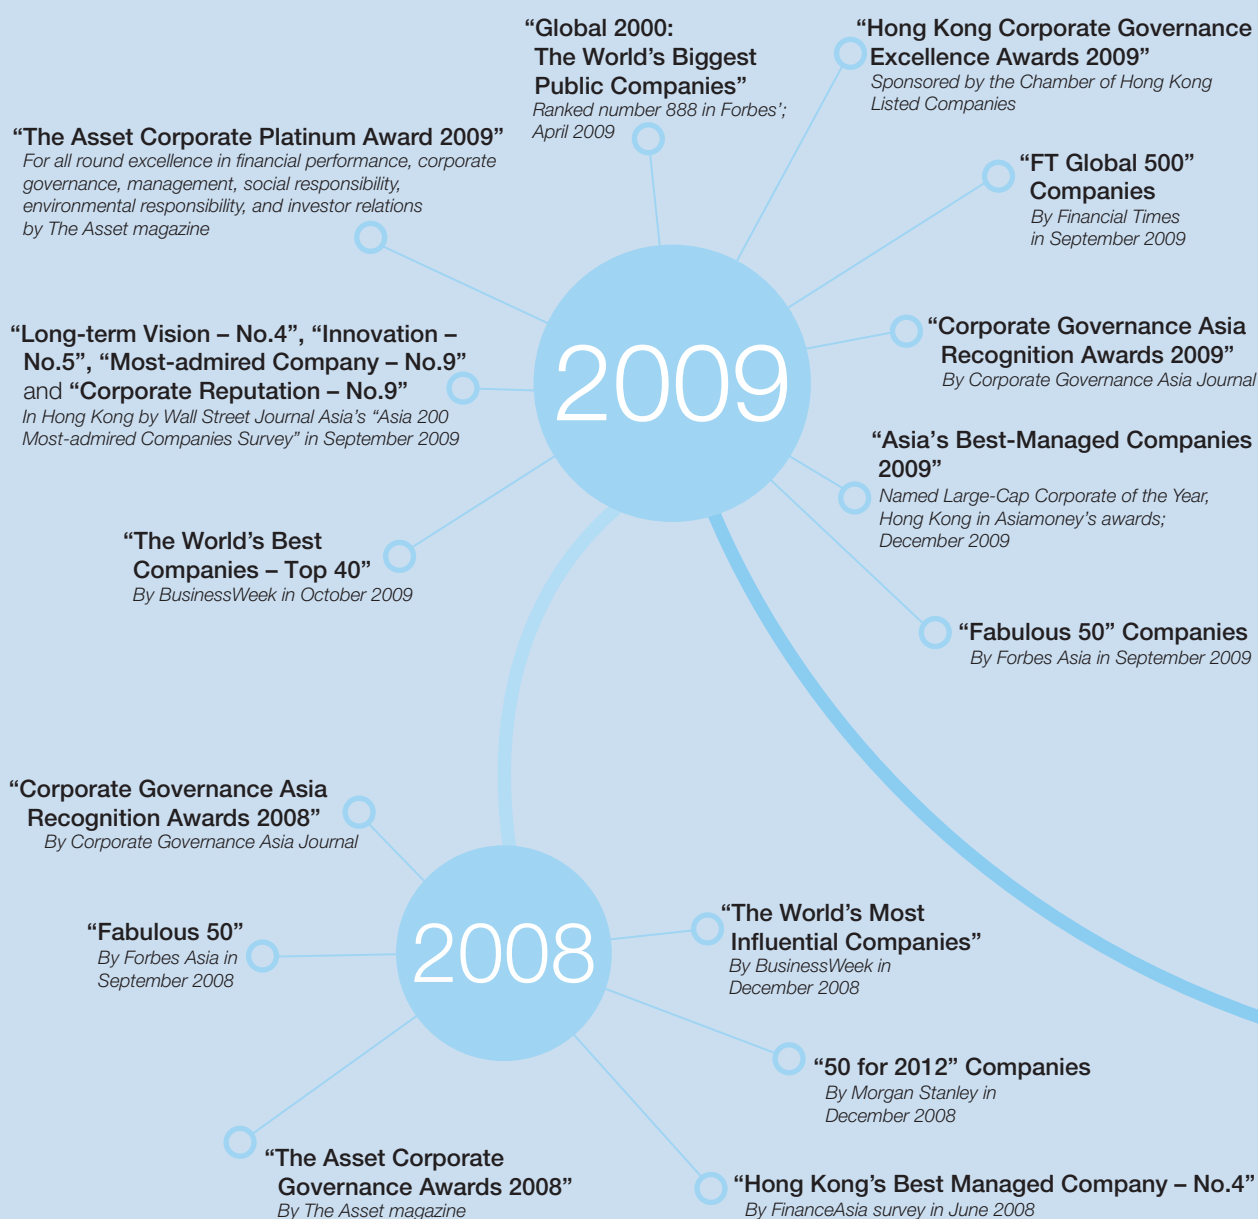 “Global 2000:
The World’s Biggest
Public Companies”
Ranked number 888 in Forbes’;
April 2009
“Hong Kong Corporate Governance
Excellence Awards 2009”
Sponsored by the Chamber of Hong Kong
Listed Companies
“The Asset Corporate Platinum Award 2009”
For all round excellence in financial performance, corporate
governance, management, social responsibility,
environmental responsibility, and investor relations
by The Asset magazine
“FT Global 500”
Companies
By Financial Times
in September 2009
“Long-term Vision – No.4”, “Innovation –
No.5”, “Most-admired Company – No.9”
and “Corporate Reputation – No.9”
In Hong Kong by Wall Street Journal Asia’s “Asia 200
Most-admired Companies Survey” in September 2009
2009
“Corporate Governance Asia
Recognition Awards 2009”
By Corporate Governance Asia Journal
“Asia’s Best-Managed Companies
2009”
Named Large-Cap Corporate of the Year,
Hong Kong in Asiamoney’s awards;
December 2009
“The World’s Best
Companies – Top 40”
By BusinessWeek in October 2009
“Fabulous 50” Companies
By Forbes Asia in September 2009
“Corporate Governance Asia
Recognition Awards 2008”
By Corporate Governance Asia Journal
“Fabulous 50”
By Forbes Asia in
September 2008
2008
“The World’s Most
Influential Companies”
By BusinessWeek in
December 2008
“50 for 2012” Companies
By Morgan Stanley in
December 2008
“The Asset Corporate
Governance Awards 2008”
By The Asset magazine
“Hong Kong’s Best Managed Company – No.4”
By FinanceAsia survey in June 2008